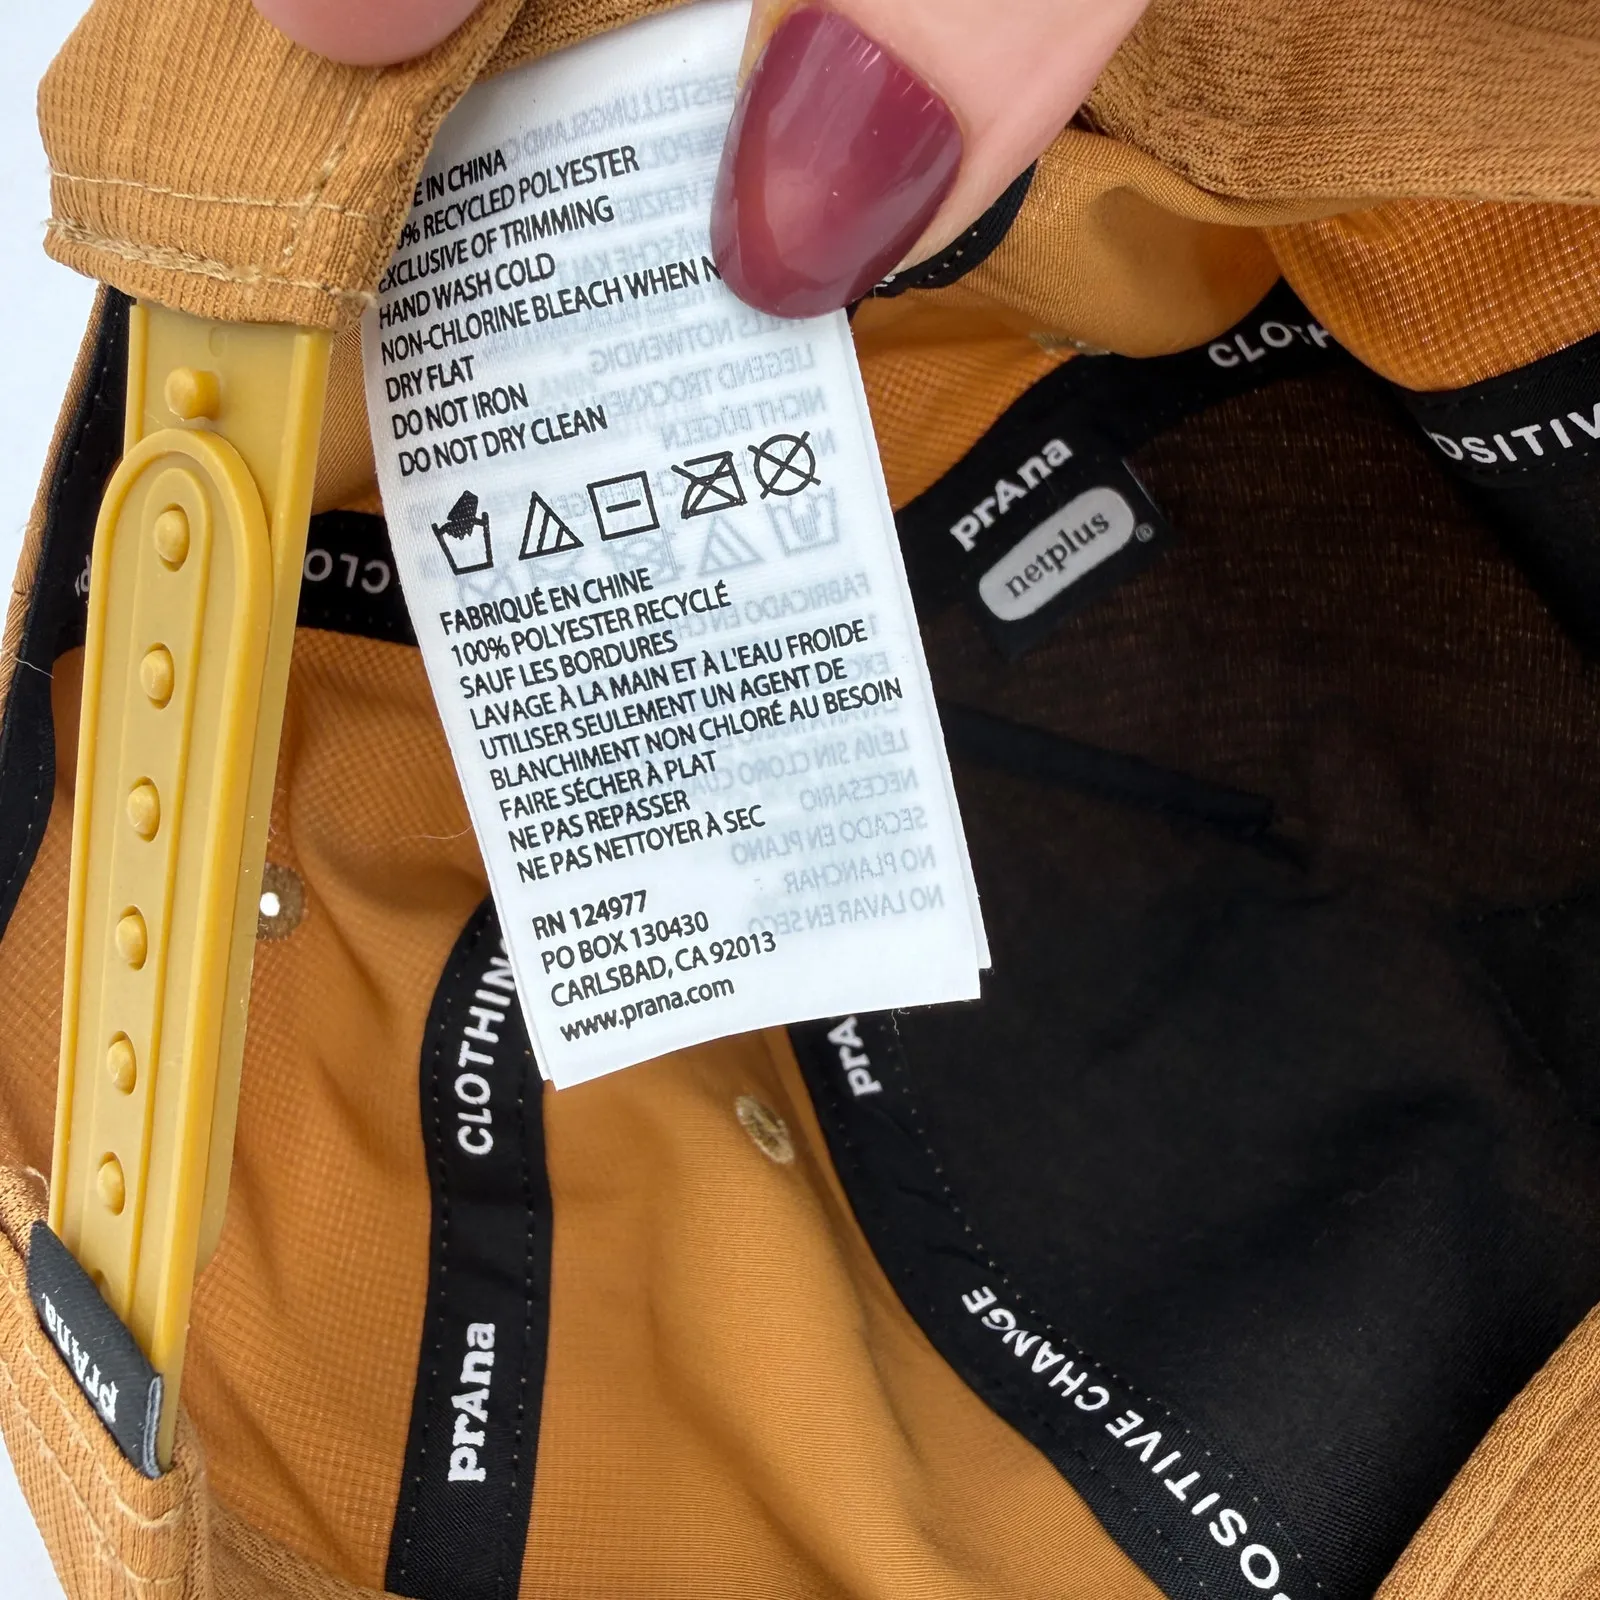 E IN CHINA
0% RECYCLED POLYESTER
EXCLUSIVE OF TRIMMING
HAND WASH COLD
NON-CHLORINE BLEACH WHEN N
DRY FLAT
DO NOT IRON
DO NOT DRY CLEAN
FABRIQUÉ EN CHINE
100% POLYESTER RECYCLÉ
SAUF LES BORDURES
LAVAGE À LA MAIN ET À L'EAU FROIDE
UTILISER SEULEMENT UN AGENT DE
BLANCHIMENT NON CHLORÉ AU BESOIN
FAIRE SÉCHER À PLAT
NE PAS REPASSER
NE PAS NETTOYER À SEC
RN 124977
PO BOX 130430
CARLSBAD, CA 92013
www.prana.com
prAna
netplus®
CLOTH
OSITIV
CLOTHING
prAna
prA
POSITIVE CHANGE
prAna